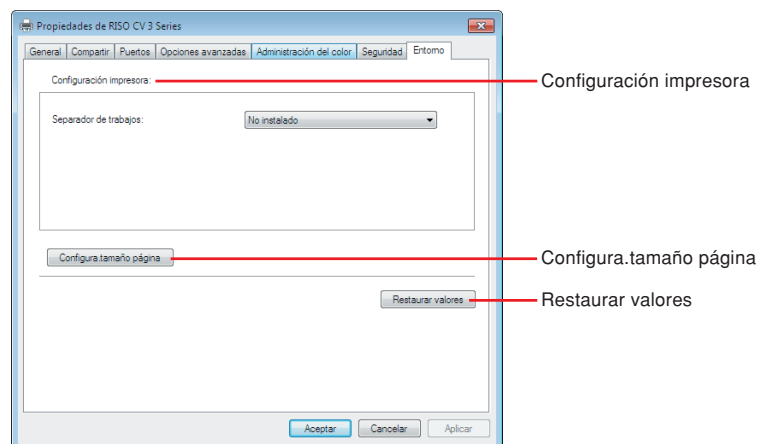 Propiedades de RISO CV 3 Series
General Compartir Puertos Opciones avanzadas Administración del color Seguridad Entorno
Configuración impresora:
Configuración impresora
Separador de trabajos: No instalado
Configura.tamaño página
Configura.tamaño página
Restaurar valores
Restaurar valores
Aceptar Cancelar Aplicar